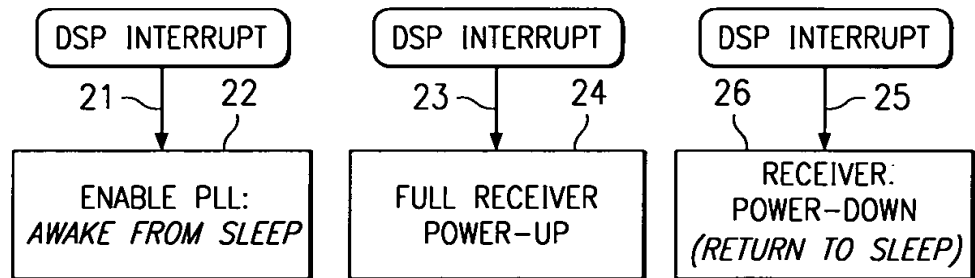 DSP INTERRUPT
DSP INTERRUPT
DSP INTERRUPT
21
22
23
24
26
25
ENABLE PLL:
AWAKE FROM SLEEP
FULL RECEIVER
POWER-UP
RECEIVER:
POWER-DOWN
(RETURN TO SLEEP)